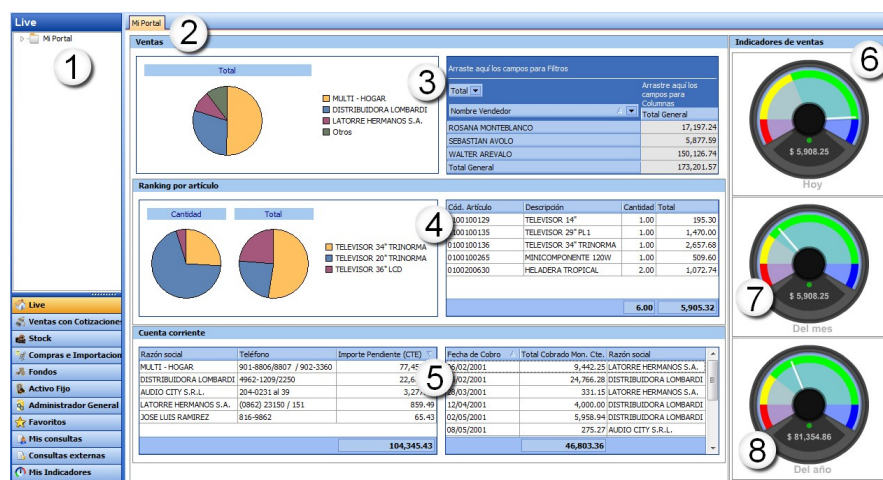 Live
Mi Portal
1
Live
Ventas con Cotizaciones
Stock
Compras e Importacion
Fondos
Activo Fijo
Administrador General
Favoritos
Mis consultas
Consultas externas
Mis Indicadores
Mi Portal
2
Ventas
Total
MULTI - HOGAR
DISTRIBUIDORA LOMBARDI
LATORRE HERMANOS S.A.
Otros
3
Arraste aquí los campos para Filtros
Total
Arrastre aquí los campos para Columnas
Nombre Vendedor Total General
ROSANA MONTEBLANCO 17,197.24
SEBASTIAN AVOLO 5,877.59
WALTER AREVALO 150,126.74
Total General 173,201.57
Ranking por artículo
Cantidad Total
TELEVISOR 34" TRINORMA
TELEVISOR 20" TRINORMA
TELEVISOR 36" LCD
4
Cód. Artículo Descripción Cantidad Total
0100100129 TELEVISOR 14" 1.00 195.30
0100100135 TELEVISOR 29" PL1 1.00 1,470.00
0100100136 TELEVISOR 34" TRINORMA 1.00 2,657.68
0100100265 MINICOMPONENTE 120W 1.00 509.60
0100200630 HELADERA TROPICAL 2.00 1,072.74
6.00 5,905.32
Cuenta corriente
Razón social Teléfono Importe Pendiente (CTE)
MULTI - HOGAR 901-8806/8807 / 902-3360
DISTRIBUIDORA LOMBARDI 4962-1209/2250
AUDIO CITY S.R.L. 204-0231 al 39
LATORRE HERMANOS S.A. (0862) 23150 / 151 859.49
JOSE LUIS RAMIREZ 816-9862 65.43
104,345.43
5
Fecha de Cobro Total Cobrado Mon. Cte. Razón social
9,442.25 LATORRE HERMANOS S.A.
24,766.28 DISTRIBUIDORA LOMBARDI
331.15 LATORRE HERMANOS S.A.
12/04/2001 4,000.00 DISTRIBUIDORA LOMBARDI
02/05/2001 5,958.94 DISTRIBUIDORA LOMBARDI
08/05/2001 275.27 AUDIO CITY S.R.L.
46,803.36
Indicadores de ventas
6
$ 5,908.25
Hoy
7
$ 5,908.25
Del mes
8
$ 81,354.86
Del año